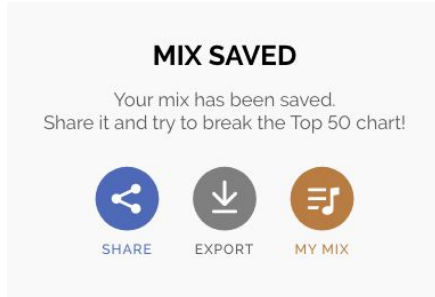 MIX SAVED
Your mix has been saved.
Share it and try to break the Top 50 chart!
SHARE EXPORT MY MIX